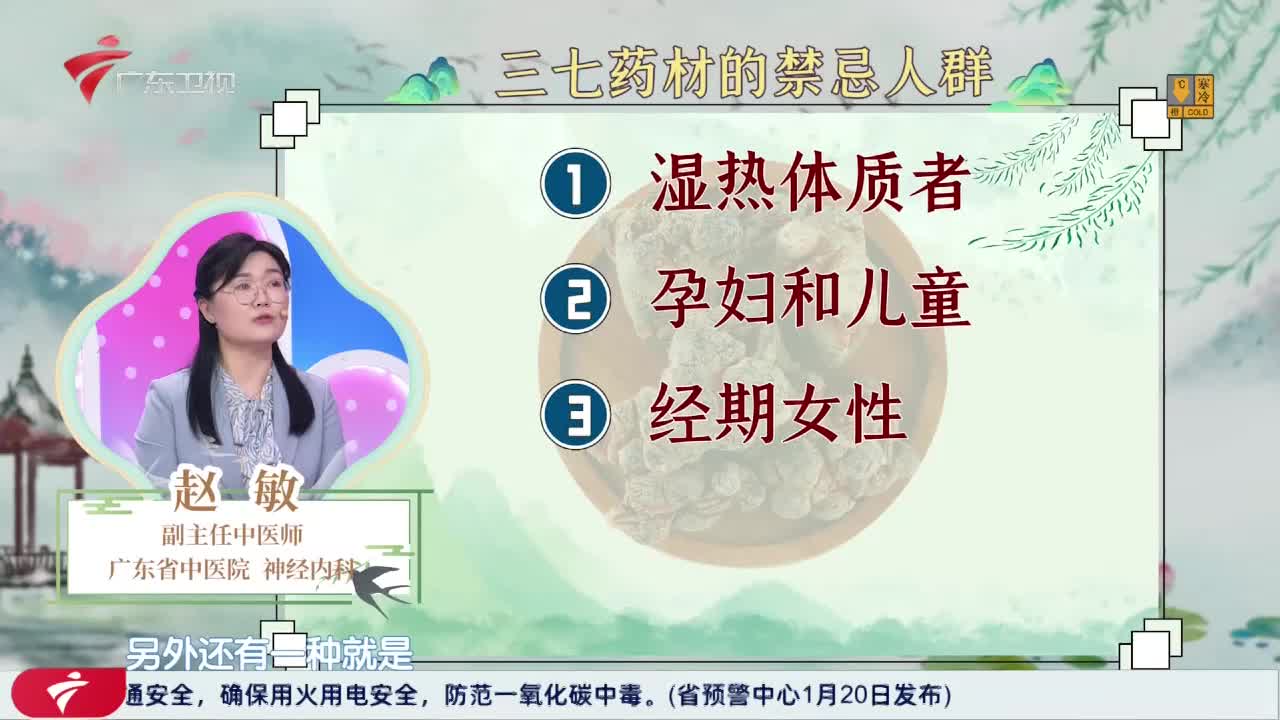 广东卫视
三七药材的禁忌人群
℃ 寒冷
橙 COLD
1 湿热体质者
2 孕妇和儿童
3 经期女性
赵敏
副主任中医师
广东省中医院 神经内科
另外还有一种就是
通安全，确保用火用电安全，防范一氧化碳中毒。(省预警中心1月20日发布)